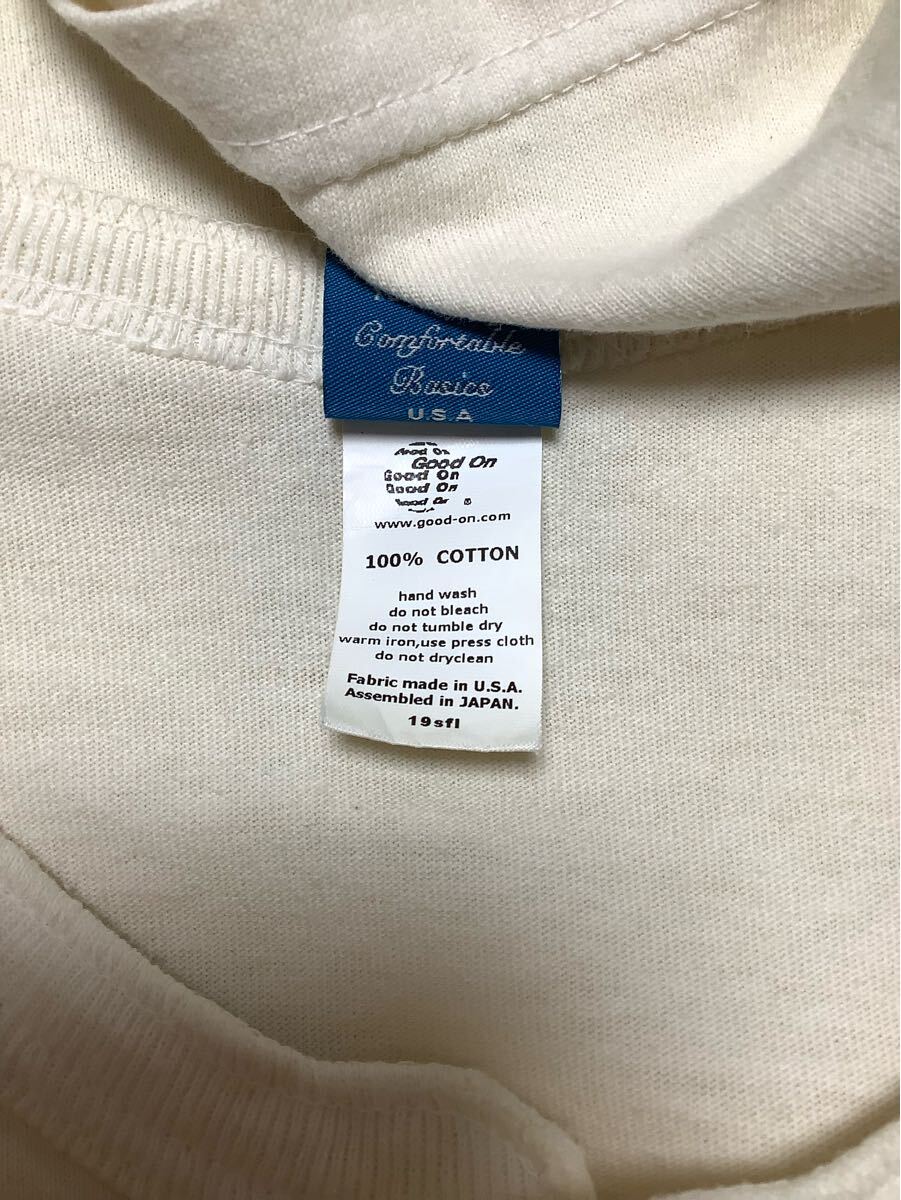 Comfortable
Basics
U.S.A
Good On
Good On
Good On
Good On
Good On
®
www.good-on.com
100% COTTON
hand wash
do not bleach
do not tumble dry
warm iron,use press cloth
do not dryclean
Fabric made in U.S.A.
Assembled in JAPAN.
19sfl